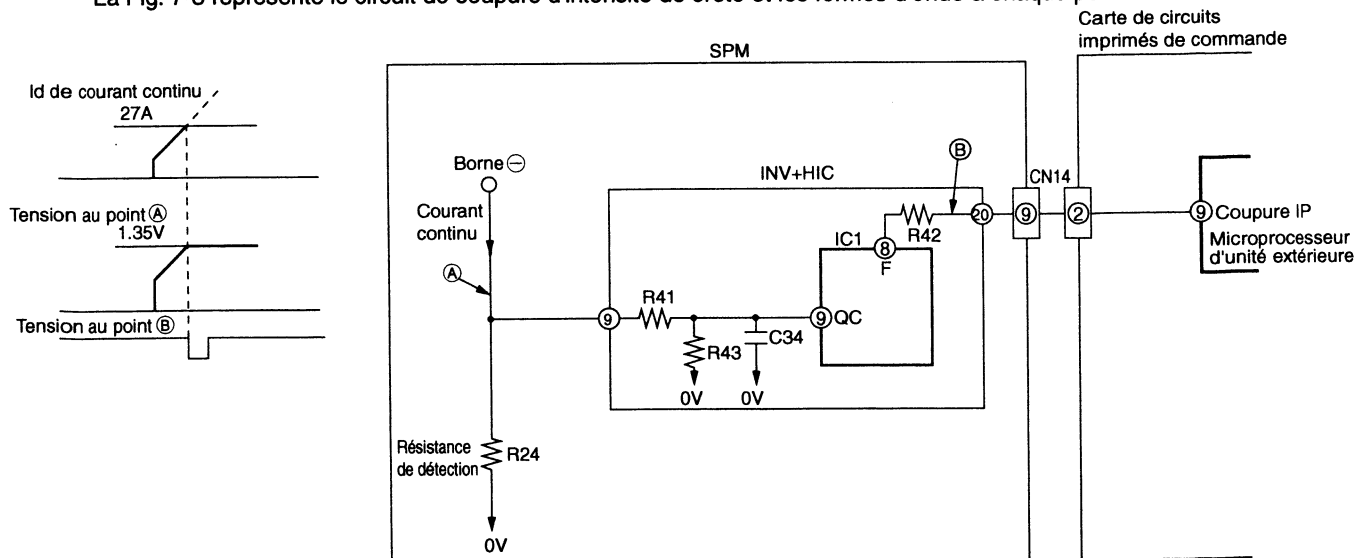 Carte de circuits
imprimés de commande
SPM
Id de courant continu
27A
Tension au point Ⓐ
1.35V
Tension au point Ⓑ
Borne ⊖
Courant
continu
Ⓐ
INV+HIC
Ⓑ
CN14
⑳
⑨
②
⑨ Coupure IP
Microprocesseur
d'unité extérieure
R42
IC1
⑧
F
⑨
R41
⑨ QC
R43
C34
0V
0V
Résistance
de détection
R24
0V